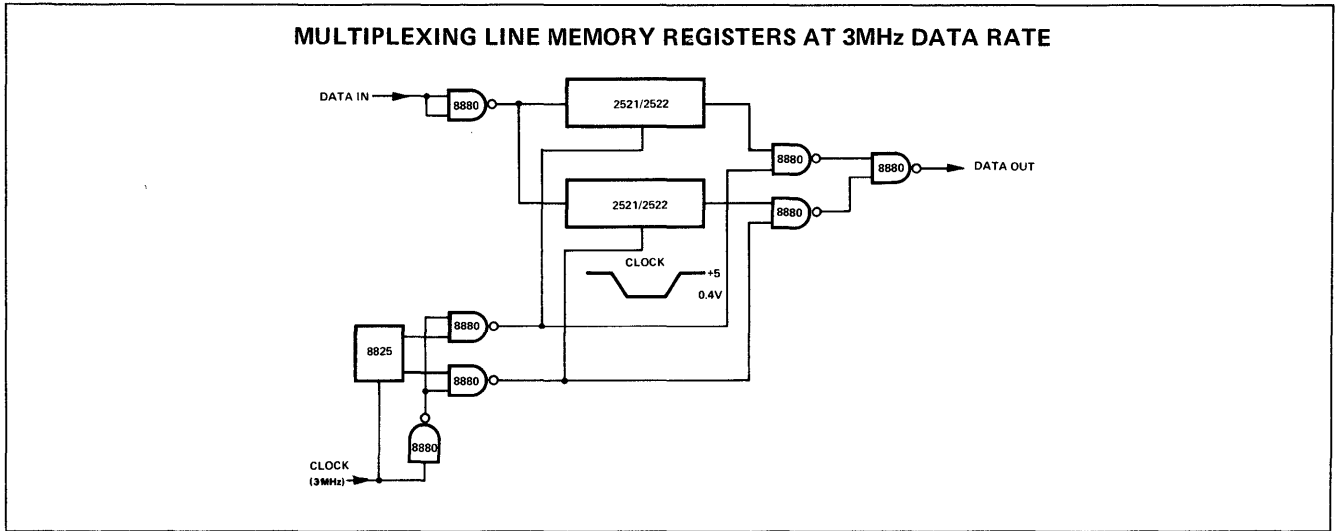 MULTIPLEXING LINE MEMORY REGISTERS AT 3MHz DATA RATE
DATA IN
8880
2521/2522
8880
8880
DATA OUT
2521/2522
8880
CLOCK
+5
0.4V
8880
8825
8880
8880
CLOCK
(3MHz)